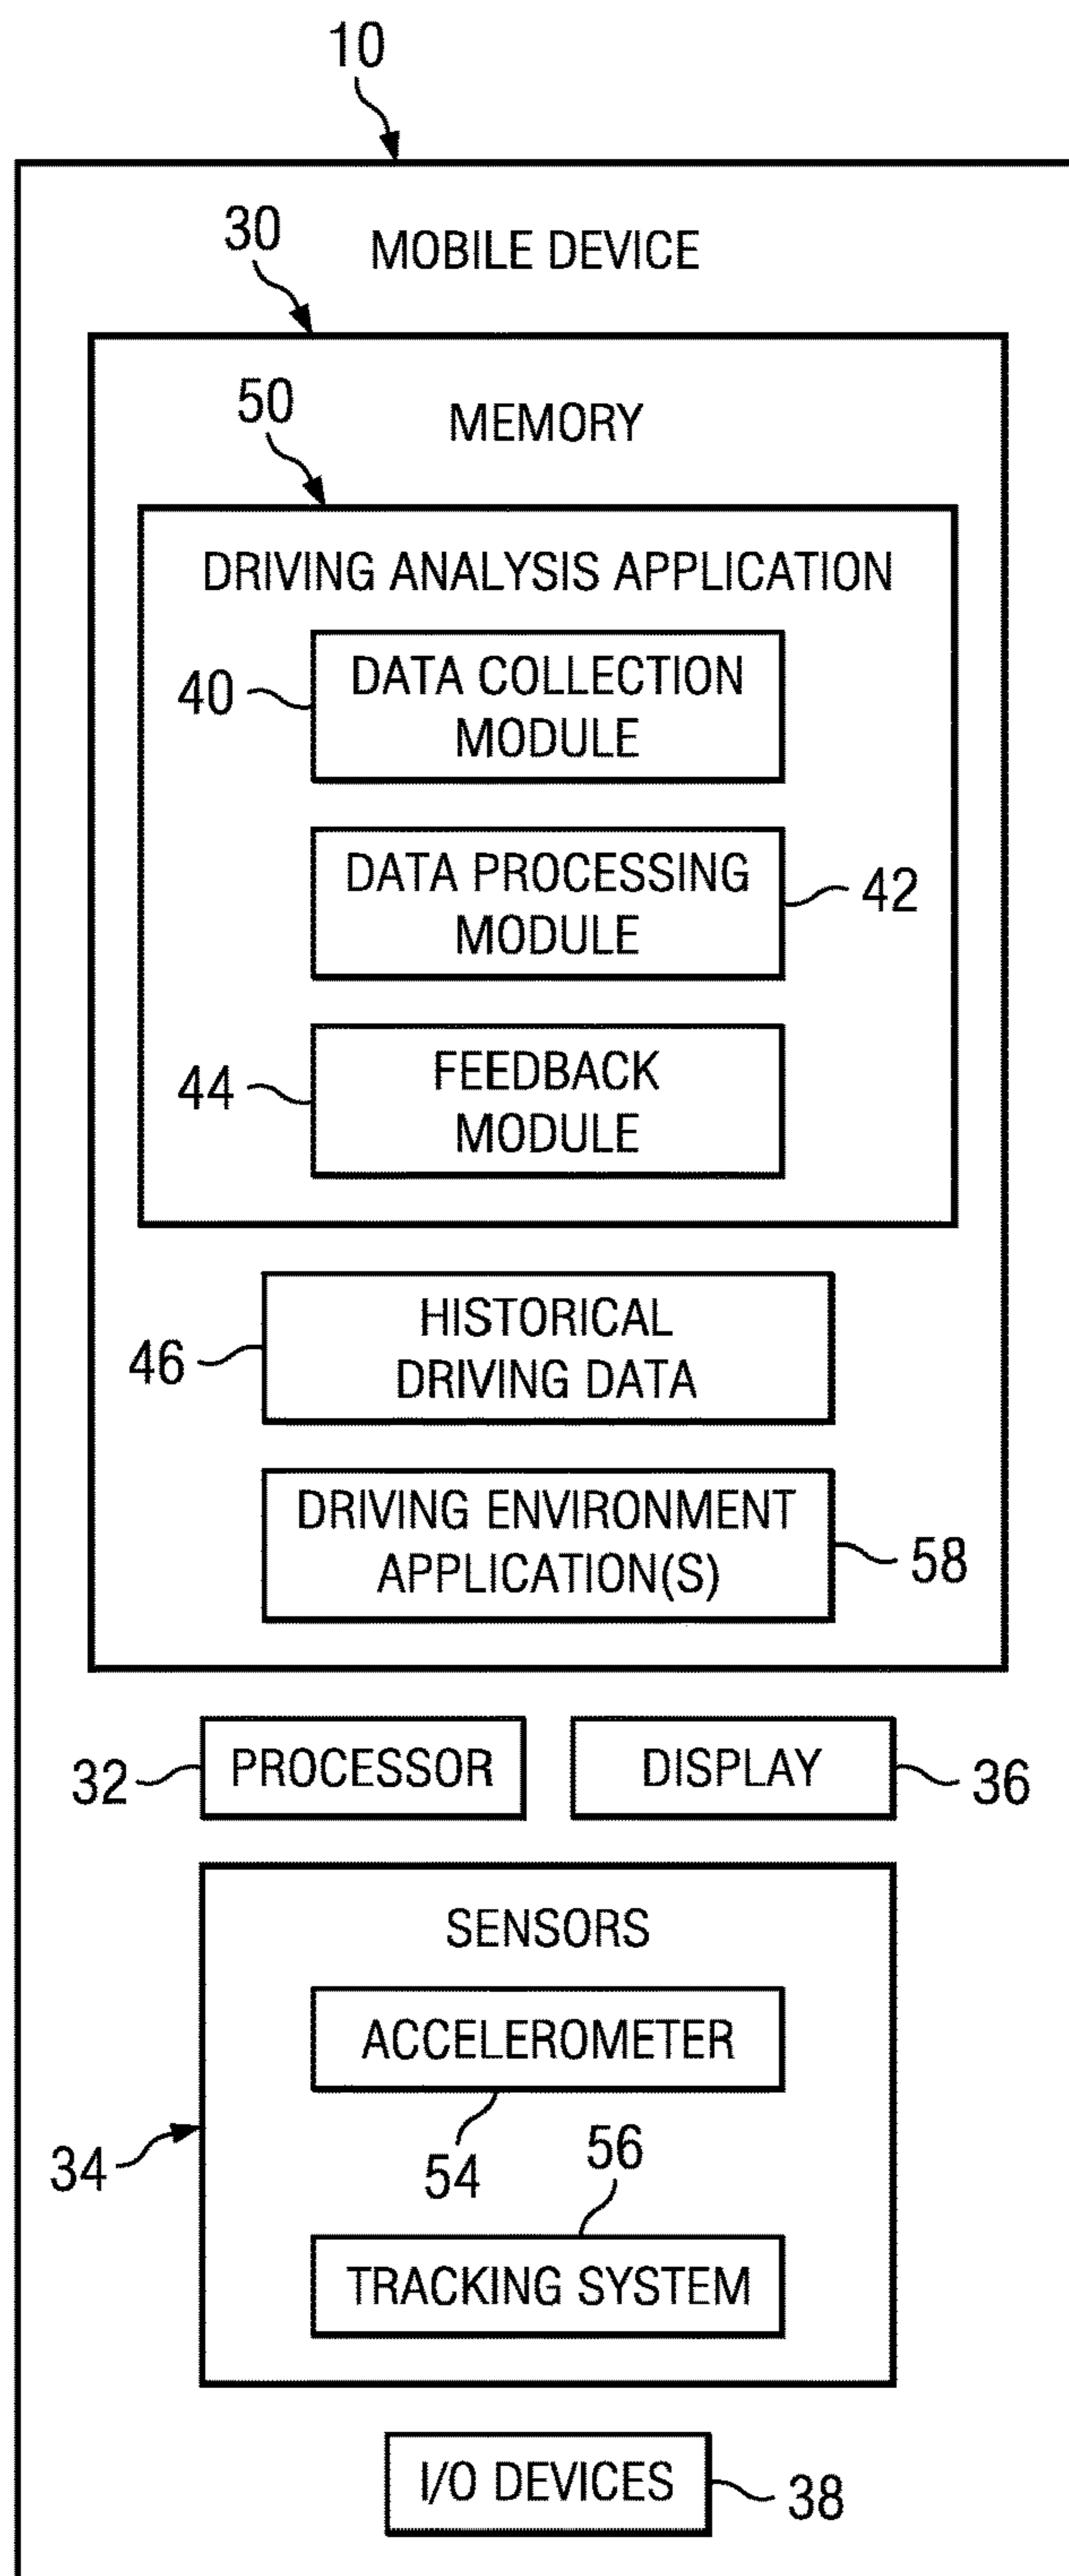 10
MOBILE DEVICE
30
MEMORY
50
DRIVING ANALYSIS APPLICATION
DATA COLLECTION
MODULE
40
DATA PROCESSING
MODULE
42
FEEDBACK
MODULE
44
HISTORICAL
DRIVING DATA
46
DRIVING ENVIRONMENT
APPLICATION(S)
58
32
PROCESSOR
DISPLAY
36
SENSORS
ACCELEROMETER
54
34
56
TRACKING SYSTEM
I/O DEVICES
38